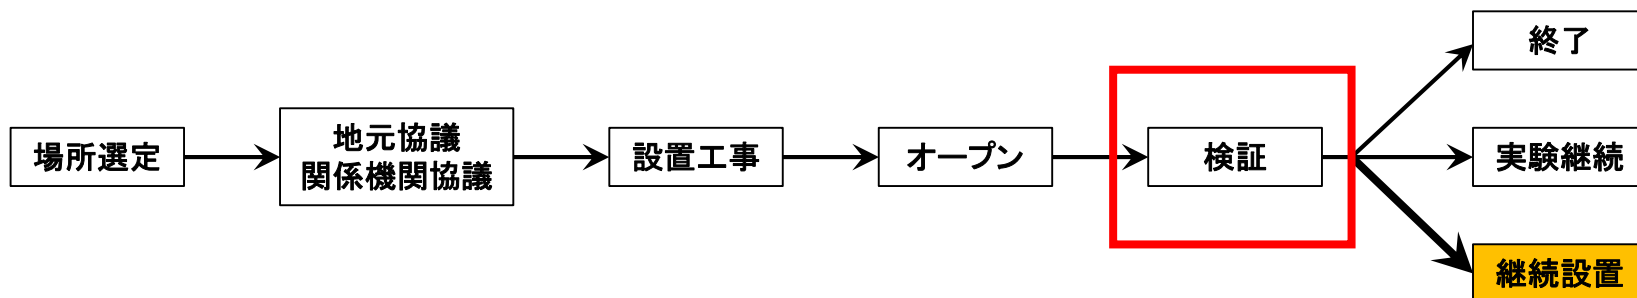 場所選定
地元協議
関係機関協議
設置工事
オープン
検証
終了
実験継続
継続設置